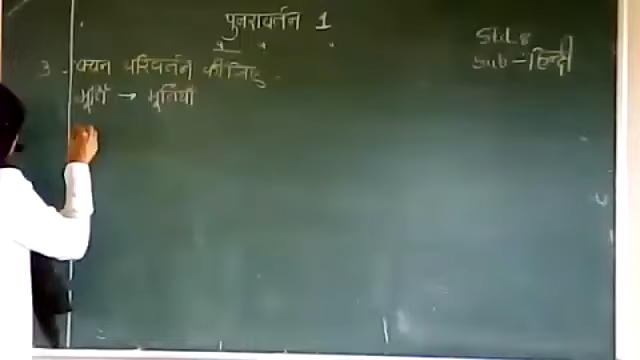 पुनरावर्तन 1
Std. 8
sub - हिन्दी
3. वचन परिवर्तन कीजिए.
मूर्ति → मूर्तियाँ